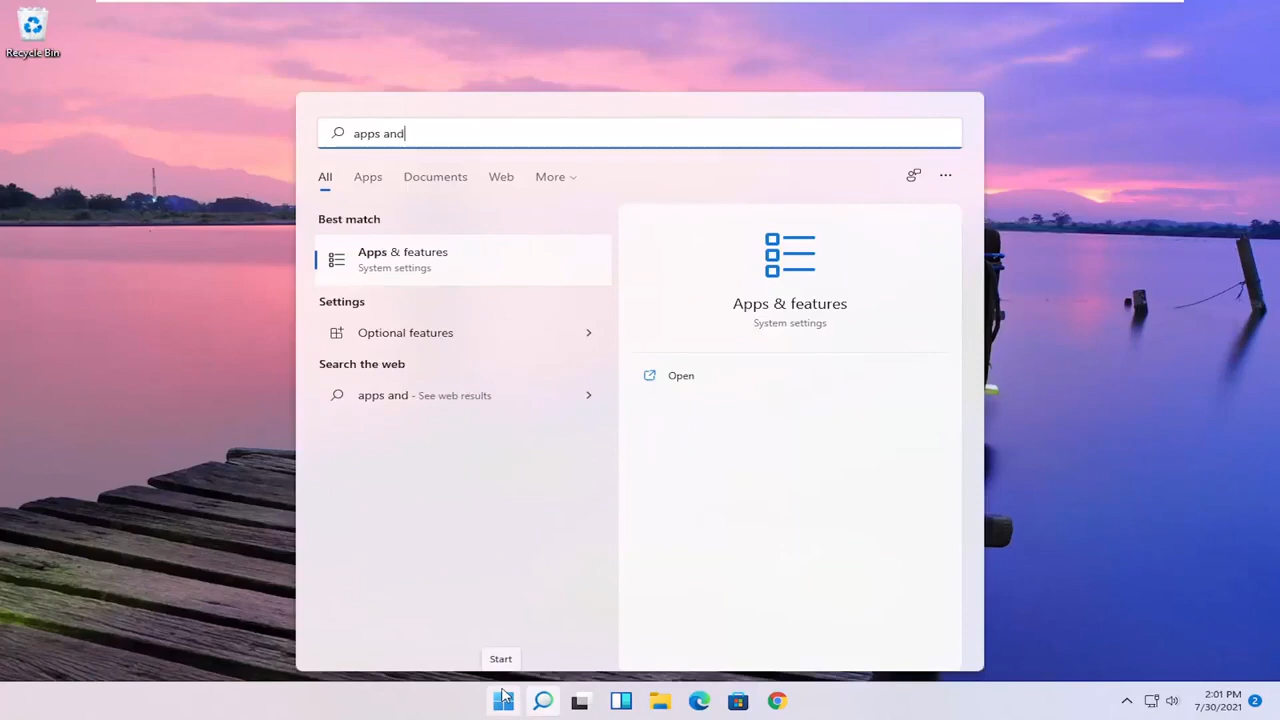 Recycle Bin
apps and
All Apps Documents Web More
Best match
Apps & features
System settings
Settings
Optional features
Search the web
apps and - See web results
Apps & features
System settings
Open
Start
2:01 PM
7/30/2021
2